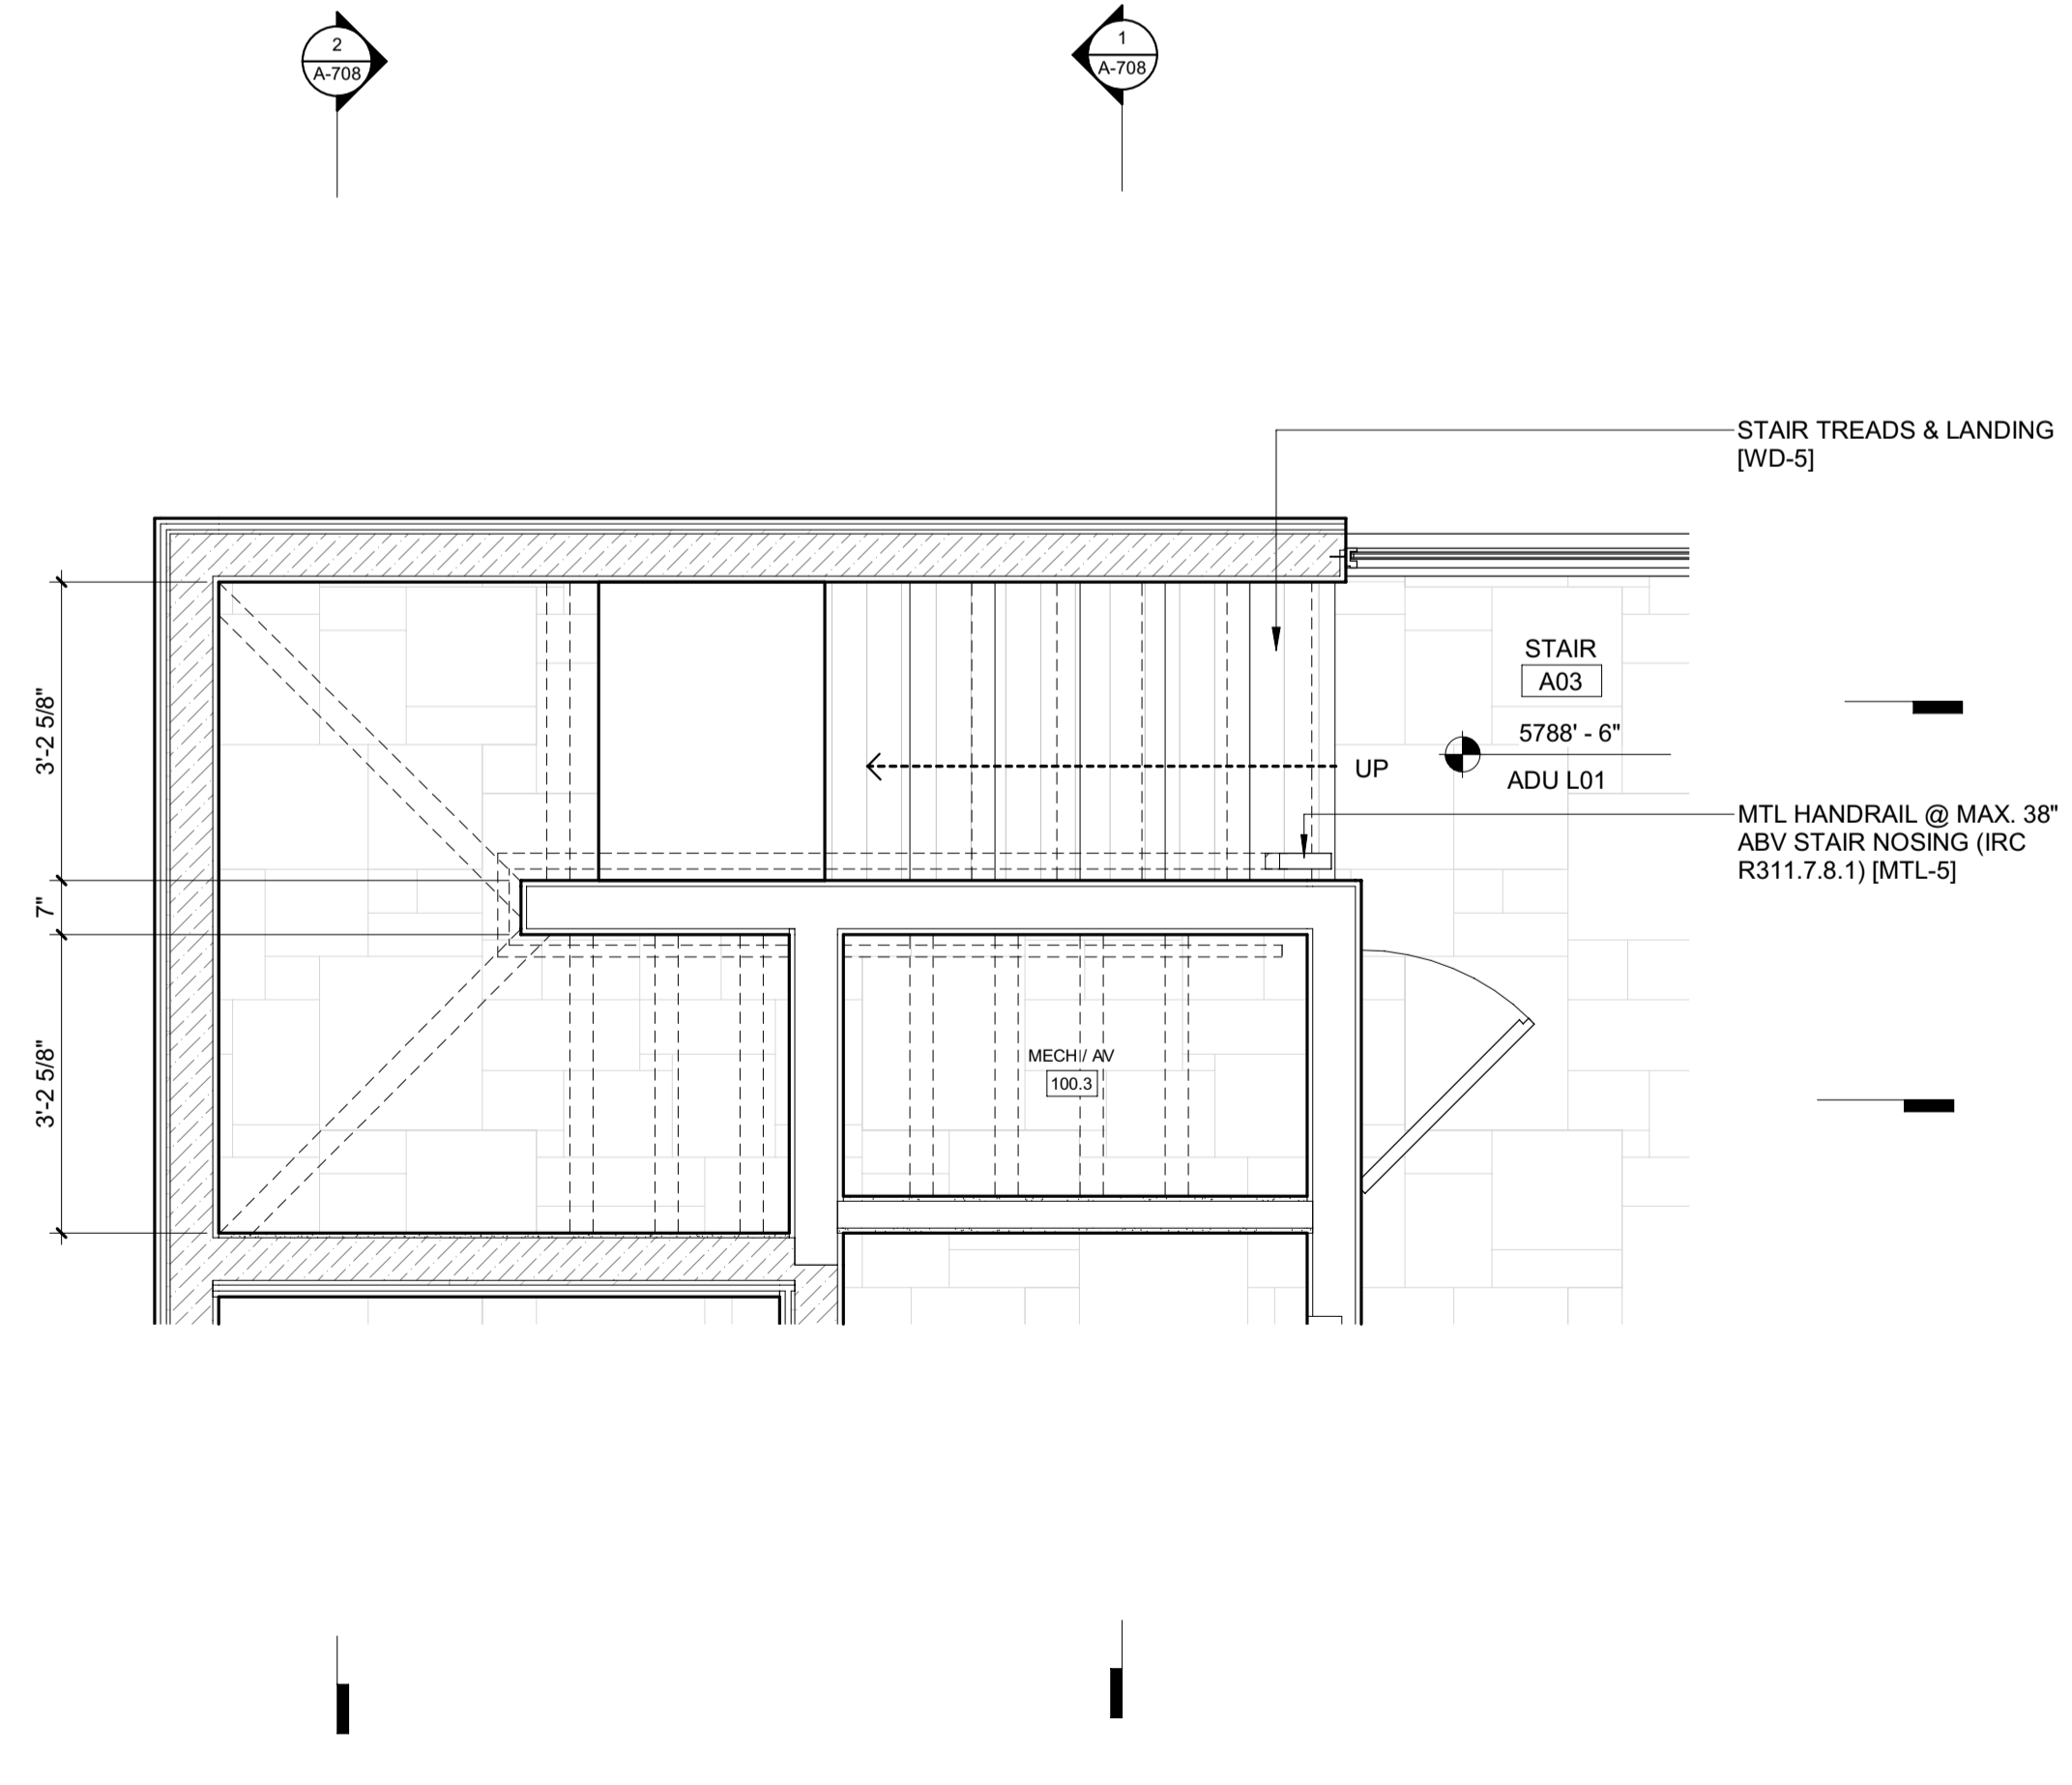 2
A-708
1
A-708
STAIR TREADS & LANDING
[WD-5]
STAIR
A03
5788' - 6"
ADU L01
UP
MTL HANDRAIL @ MAX. 38"
ABV STAIR NOSING (IRC
R311.7.8.1) [MTL-5]
3'-2 5/8"
7"
3'-2 5/8"
MECH / AV
100.3